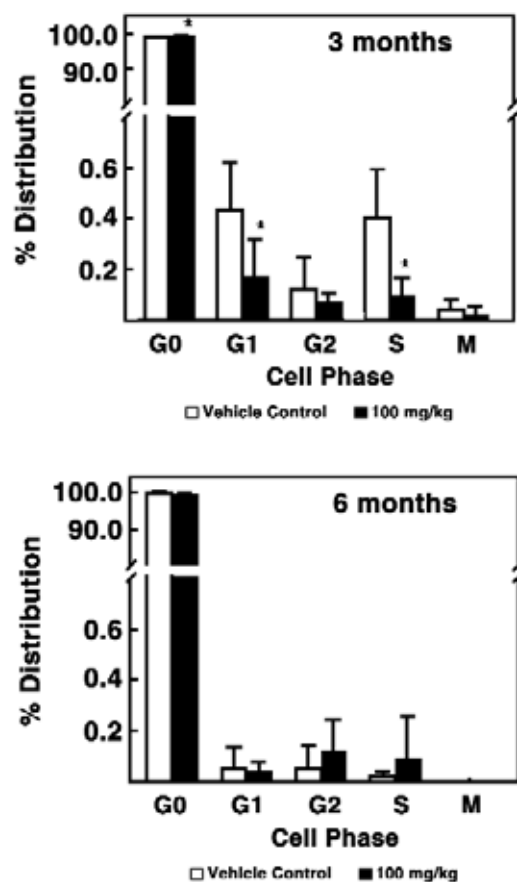 3 months
% Distribution
100.0
90.0
0.6
0.4
0.2
*
*
*
G0 G1 G2 S M
Cell Phase
Vehicle Control 100 mg/kg
6 months
% Distribution
100.0
90.0
0.6
0.4
0.2
G0 G1 G2 S M
Cell Phase
Vehicle Control 100 mg/kg